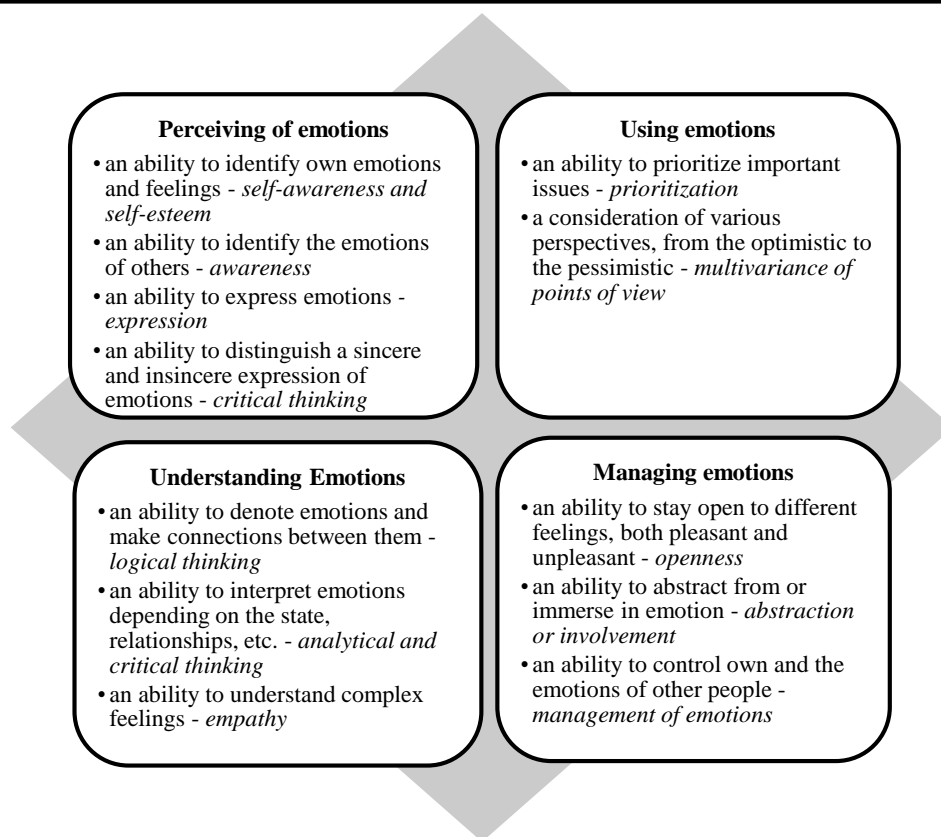 Perceiving of emotions
• an ability to identify own emotions
and feelings - self-awareness and
self-esteem
• an ability to identify the emotions
of others - awareness
• an ability to express emotions -
expression
• an ability to distinguish a sincere
and insincere expression of
emotions - critical thinking
Using emotions
• an ability to prioritize important
issues - prioritization
• a consideration of various
perspectives, from the optimistic to
the pessimistic - multivariance of
points of view
Understanding Emotions
• an ability to denote emotions and
make connections between them -
logical thinking
• an ability to interpret emotions
depending on the state,
relationships, etc. - analytical and
critical thinking
• an ability to understand complex
feelings - empathy
Managing emotions
• an ability to stay open to different
feelings, both pleasant and
unpleasant - openness
• an ability to abstract from or
immerse in emotion - abstraction
or involvement
• an ability to control own and the
emotions of other people -
management of emotions